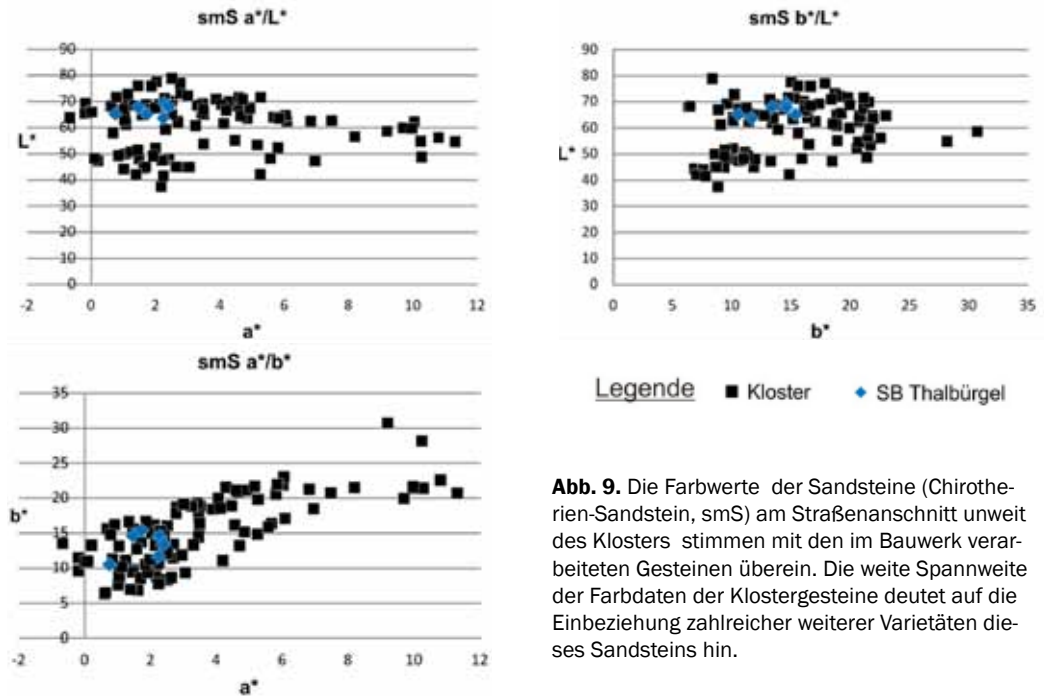 smS a*/L*
90
80
70
60
L*
50
40
30
20
10
0
-2 0 2 4 6 8 10 12
a*
smS b*/L*
90
80
70
60
L*
50
40
30
20
10
0
0 5 10 15 20 25 30 35
b*
smS a*/b*
35
30
25
20
b*
15
10
5
0
-2 0 2 4 6 8 10 12
a*
Legende Kloster SB Thalbürgel
Abb. 9. Die Farbwerte der Sandsteine (Chirothe-
rien-Sandstein, smS) am Straßenanschnitt unweit
des Klosters stimmen mit den im Bauwerk verar-
beiteten Gesteinen überein. Die weite Spannweite
der Farbdaten der Klostergesteine deutet auf die
Einbeziehung zahlreicher weiterer Varietäten die-
ses Sandsteins hin.